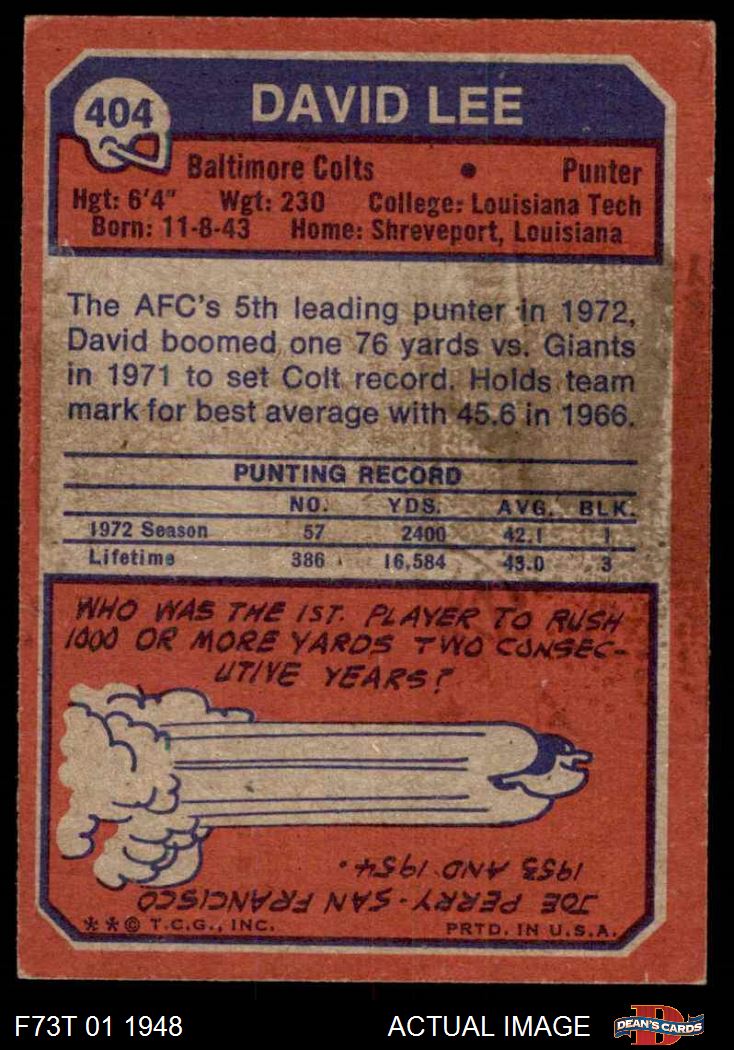 404
DAVID LEE
Baltimore Colts • Punter
Hgt: 6'4" Wgt: 230 College: Louisiana Tech
Born: 11-8-43 Home: Shreveport, Louisiana
The AFC's 5th leading punter in 1972,
David boomed one 76 yards vs. Giants
in 1971 to set Colt record. Holds team
mark for best average with 45.6 in 1966.
PUNTING RECORD
NO. YDS. AVG. BLK.
1972 Season 57 2400 42.1 1
Lifetime 386 16,584 43.0 3
WHO WAS THE 1ST. PLAYER TO RUSH
1000 OR MORE YARDS TWO CONSEC-
UTIVE YEARS?
JOE PERRY - SAN FRANCISCO
1953 AND 1954.
**© T.C.G., INC. PRTD. IN U.S.A.
F73T 01 1948 ACTUAL IMAGE
D
DEAN'S CARDS